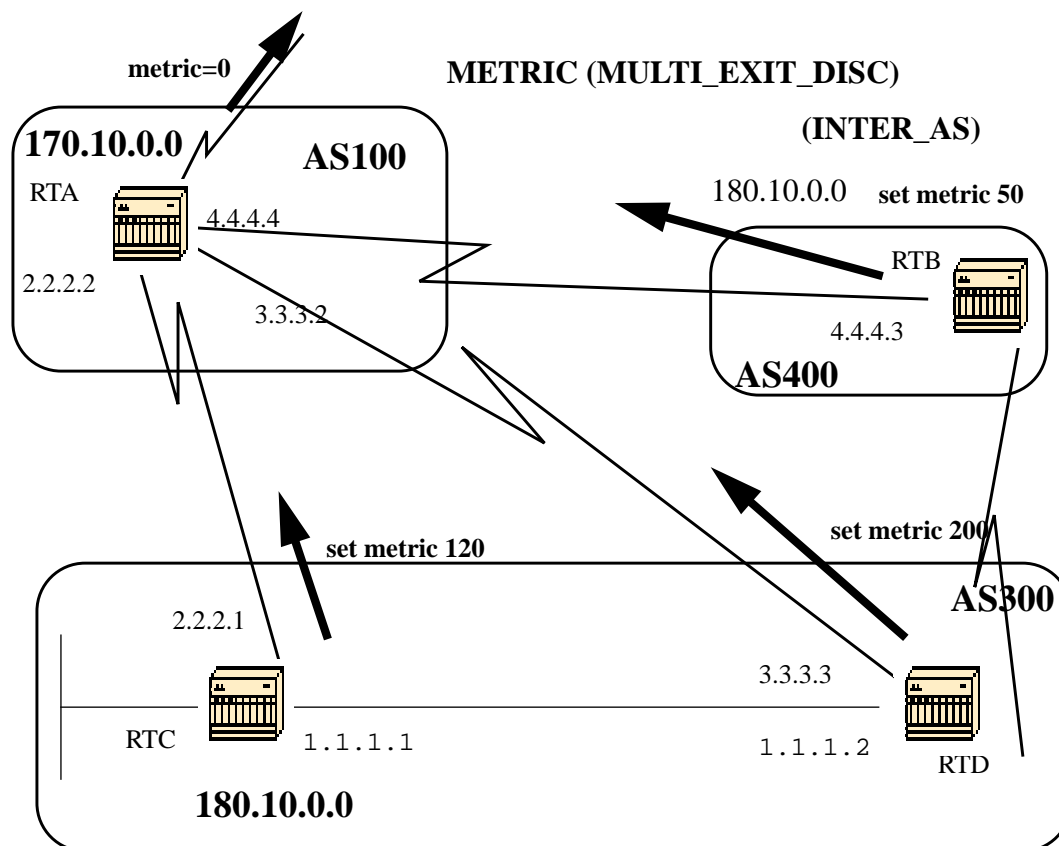 metric=0
METRIC (MULTI_EXIT_DISC)
(INTER_AS)
170.10.0.0
AS100
RTA
4.4.4.4
180.10.0.0
set metric 50
RTB
2.2.2.2
3.3.3.2
4.4.4.3
AS400
set metric 120
set metric 200
AS300
2.2.2.1
3.3.3.3
RTC
1.1.1.1
1.1.1.2
RTD
180.10.0.0